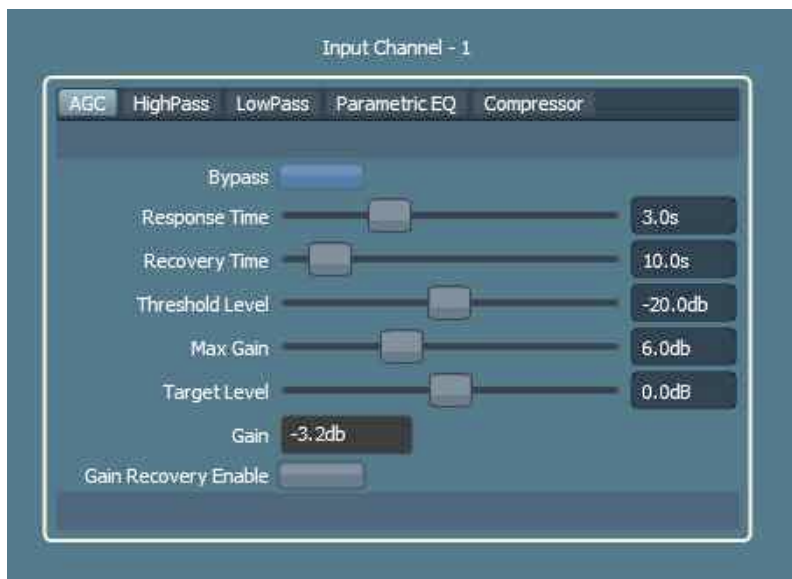 Input Channel - 1
AGC HighPass LowPass Parametric EQ Compressor
Bypass
Response Time 3.0s
Recovery Time 10.0s
Threshold Level -20.0db
Max Gain 6.0db
Target Level 0.0dB
Gain -3.2db
Gain Recovery Enable